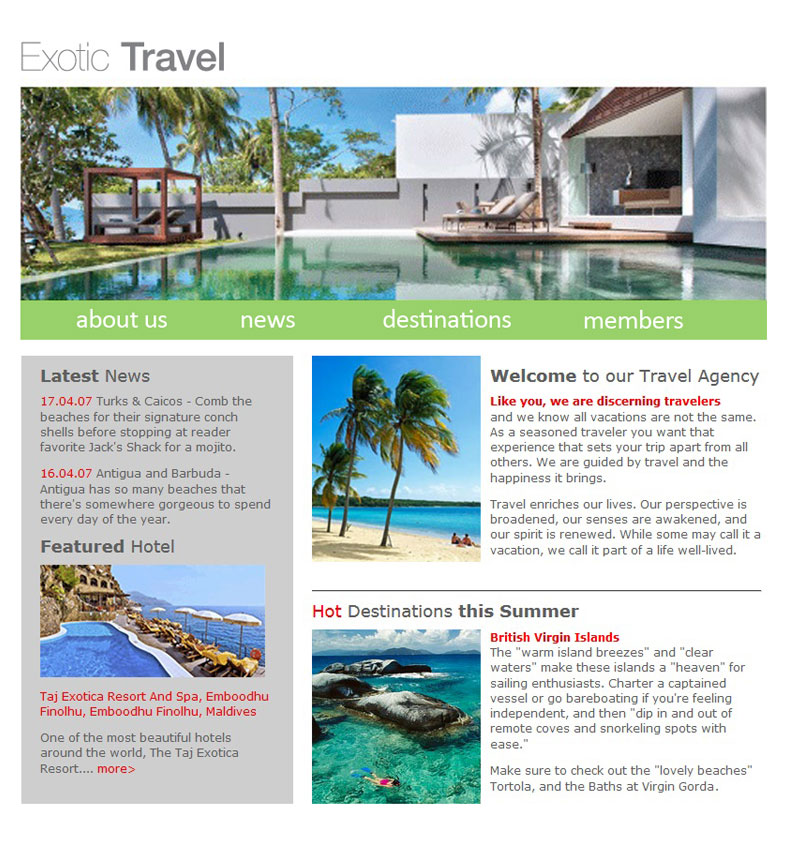 Exotic Travel
about us news destinations members
Latest News
17.04.07 Turks & Caicos - Comb the
beaches for their signature conch
shells before stopping at reader
favorite Jack's Shack for a mojito.
16.04.07 Antigua and Barbuda -
Antigua has so many beaches that
there's somewhere gorgeous to spend
every day of the year.
Featured Hotel
Taj Exotica Resort And Spa, Emboodhu
Finolhu, Emboodhu Finolhu, Maldives
One of the most beautiful hotels
around the world, The Taj Exotica
Resort.... more>
Welcome to our Travel Agency
Like you, we are discerning travelers
and we know all vacations are not the same.
As a seasoned traveler you want that
experience that sets your trip apart from all
others. We are guided by travel and the
happiness it brings.
Travel enriches our lives. Our perspective is
broadened, our senses are awakened, and
our spirit is renewed. While some may call it a
vacation, we call it part of a life well-lived.
Hot Destinations this Summer
British Virgin Islands
The "warm island breezes" and "clear
waters" make these islands a "heaven" for
sailing enthusiasts. Charter a captained
vessel or go bareboating if you're feeling
independent, and then "dip in and out of
remote coves and snorkeling spots with
ease."
Make sure to check out the "lovely beaches"
Tortola, and the Baths at Virgin Gorda.